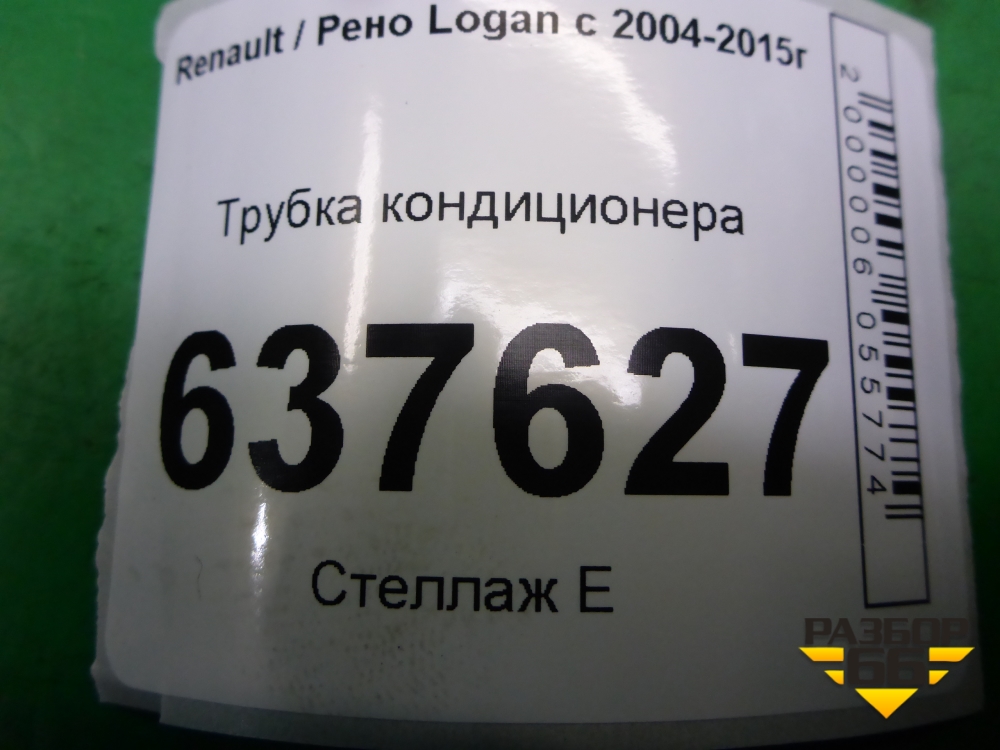 Renault / Рено Logan с 2004-2015г
Трубка кондиционера
637627
Стеллаж Е
2000006055774
РАЗБОР
66